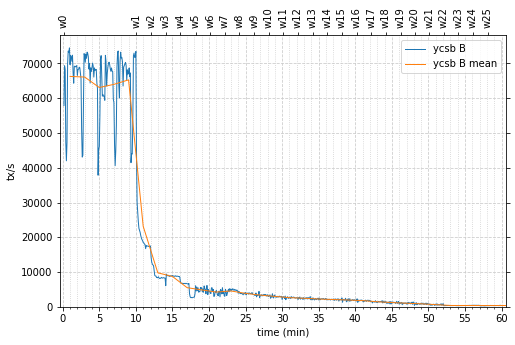 w0 w1 w2 w3 w4 w5 w6 w7 w8 w9 w10 w11 w12 w13 w14 w15 w16 w17 w18 w19 w20 w21 w22 w23 w24 w25
ycsb B
ycsb B mean
70000
60000
50000
40000
30000
20000
10000
0
tx/s
0 5 10 15 20 25 30 35 40 45 50 55 60
time (min)